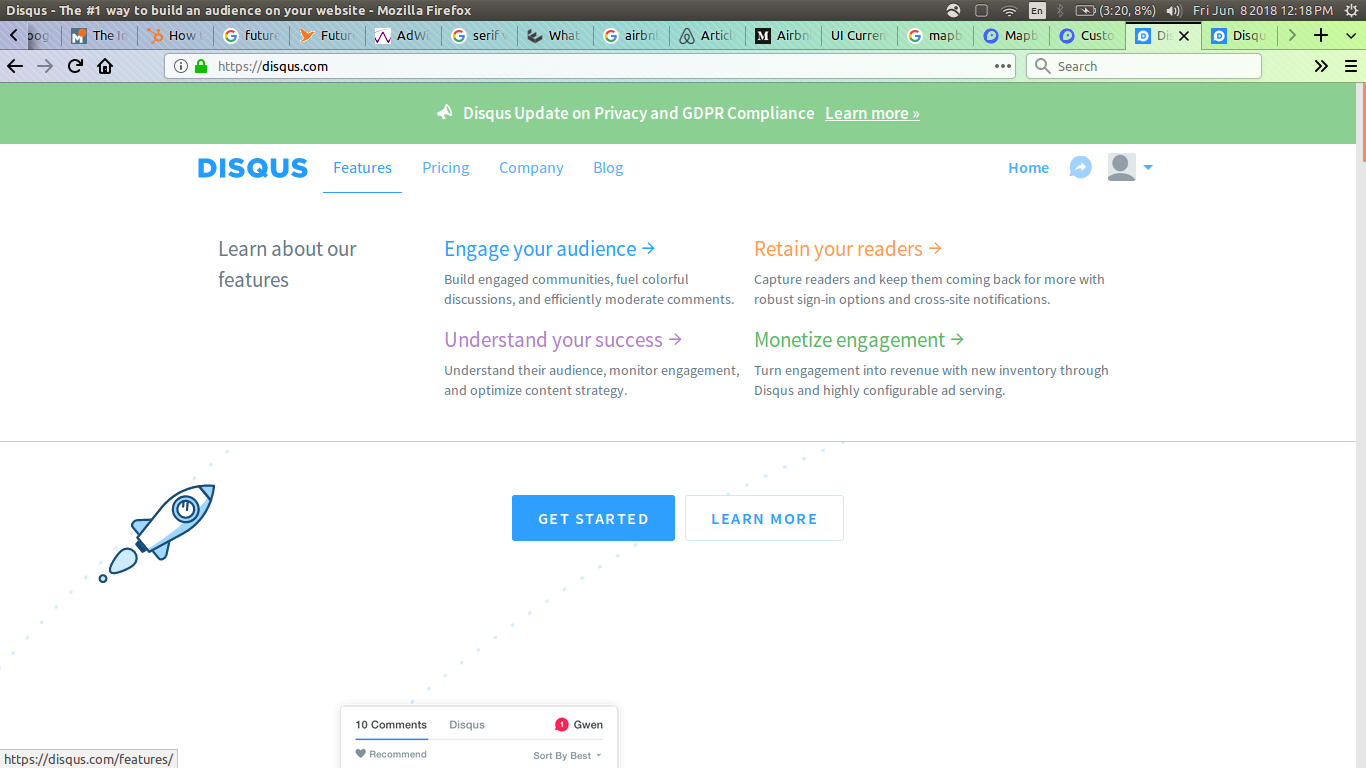 Disqus - The #1 way to build an audience on your website - Mozilla Firefox
En (3:20, 8%) Fri Jun 8 2018 12:18 PM
The I How futur Futur AdWi serif v What airbn Articl Airbn UI Curren mapb Mapb Custo Dis Disqu
https://disqus.com
Search
Disqus Update on Privacy and GDPR Compliance Learn more »
DISQUS Features Pricing Company Blog Home
Learn about our
features
Engage your audience →
Build engaged communities, fuel colorful
discussions, and efficiently moderate comments.
Retain your readers →
Capture readers and keep them coming back for more with
robust sign-in options and cross-site notifications.
Understand your success →
Understand their audience, monitor engagement,
and optimize content strategy.
Monetize engagement →
Turn engagement into revenue with new inventory through
Disqus and highly configurable ad serving.
GET STARTED LEARN MORE
10 Comments Disqus 1 Gwen
Recommend Sort By Best
https://disqus.com/features/